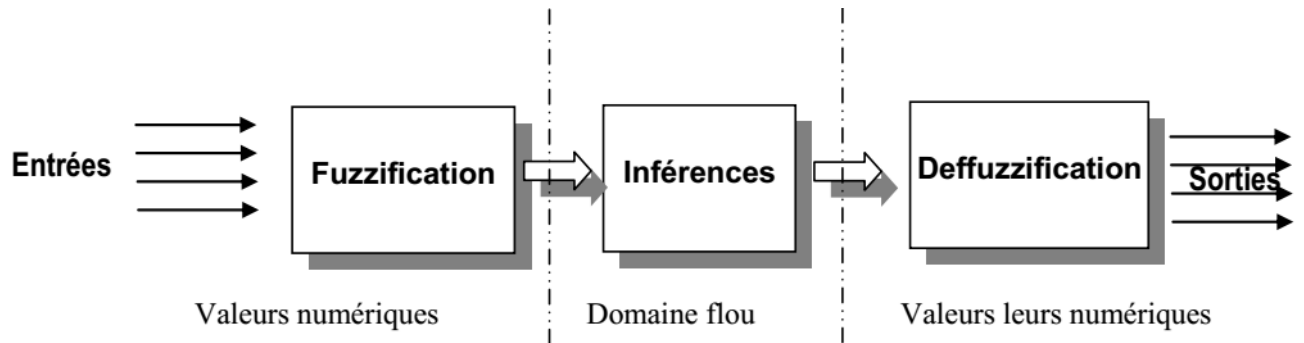 Entrées
Fuzzification
Inférences
Deffuzzification
Sorties
Valeurs numériques
Domaine flou
Valeurs leurs numériques